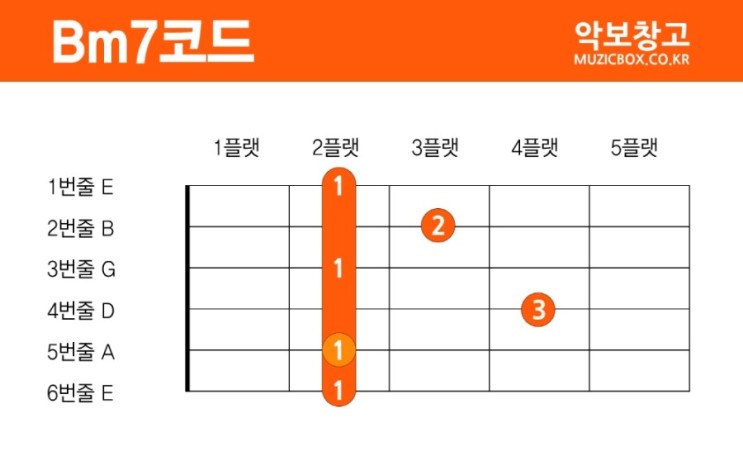 Bm7코드
악보창고
MUZICBOX.CO.KR
1플랫 2플랫 3플랫 4플랫 5플랫
1번줄 E 1
2번줄 B 2
3번줄 G 1
4번줄 D 3
5번줄 A 1
6번줄 E 1